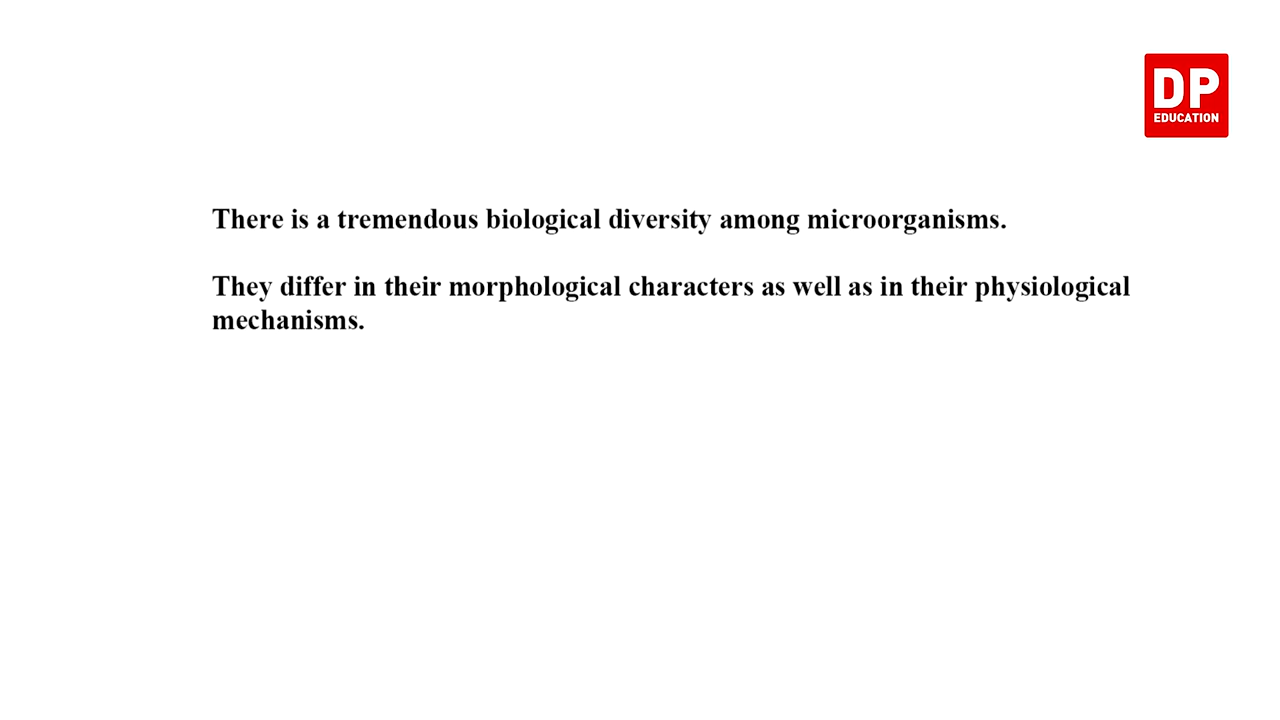 DP
EDUCATION
There is a tremendous biological diversity among microorganisms.
They differ in their morphological characters as well as in their physiological
mechanisms.